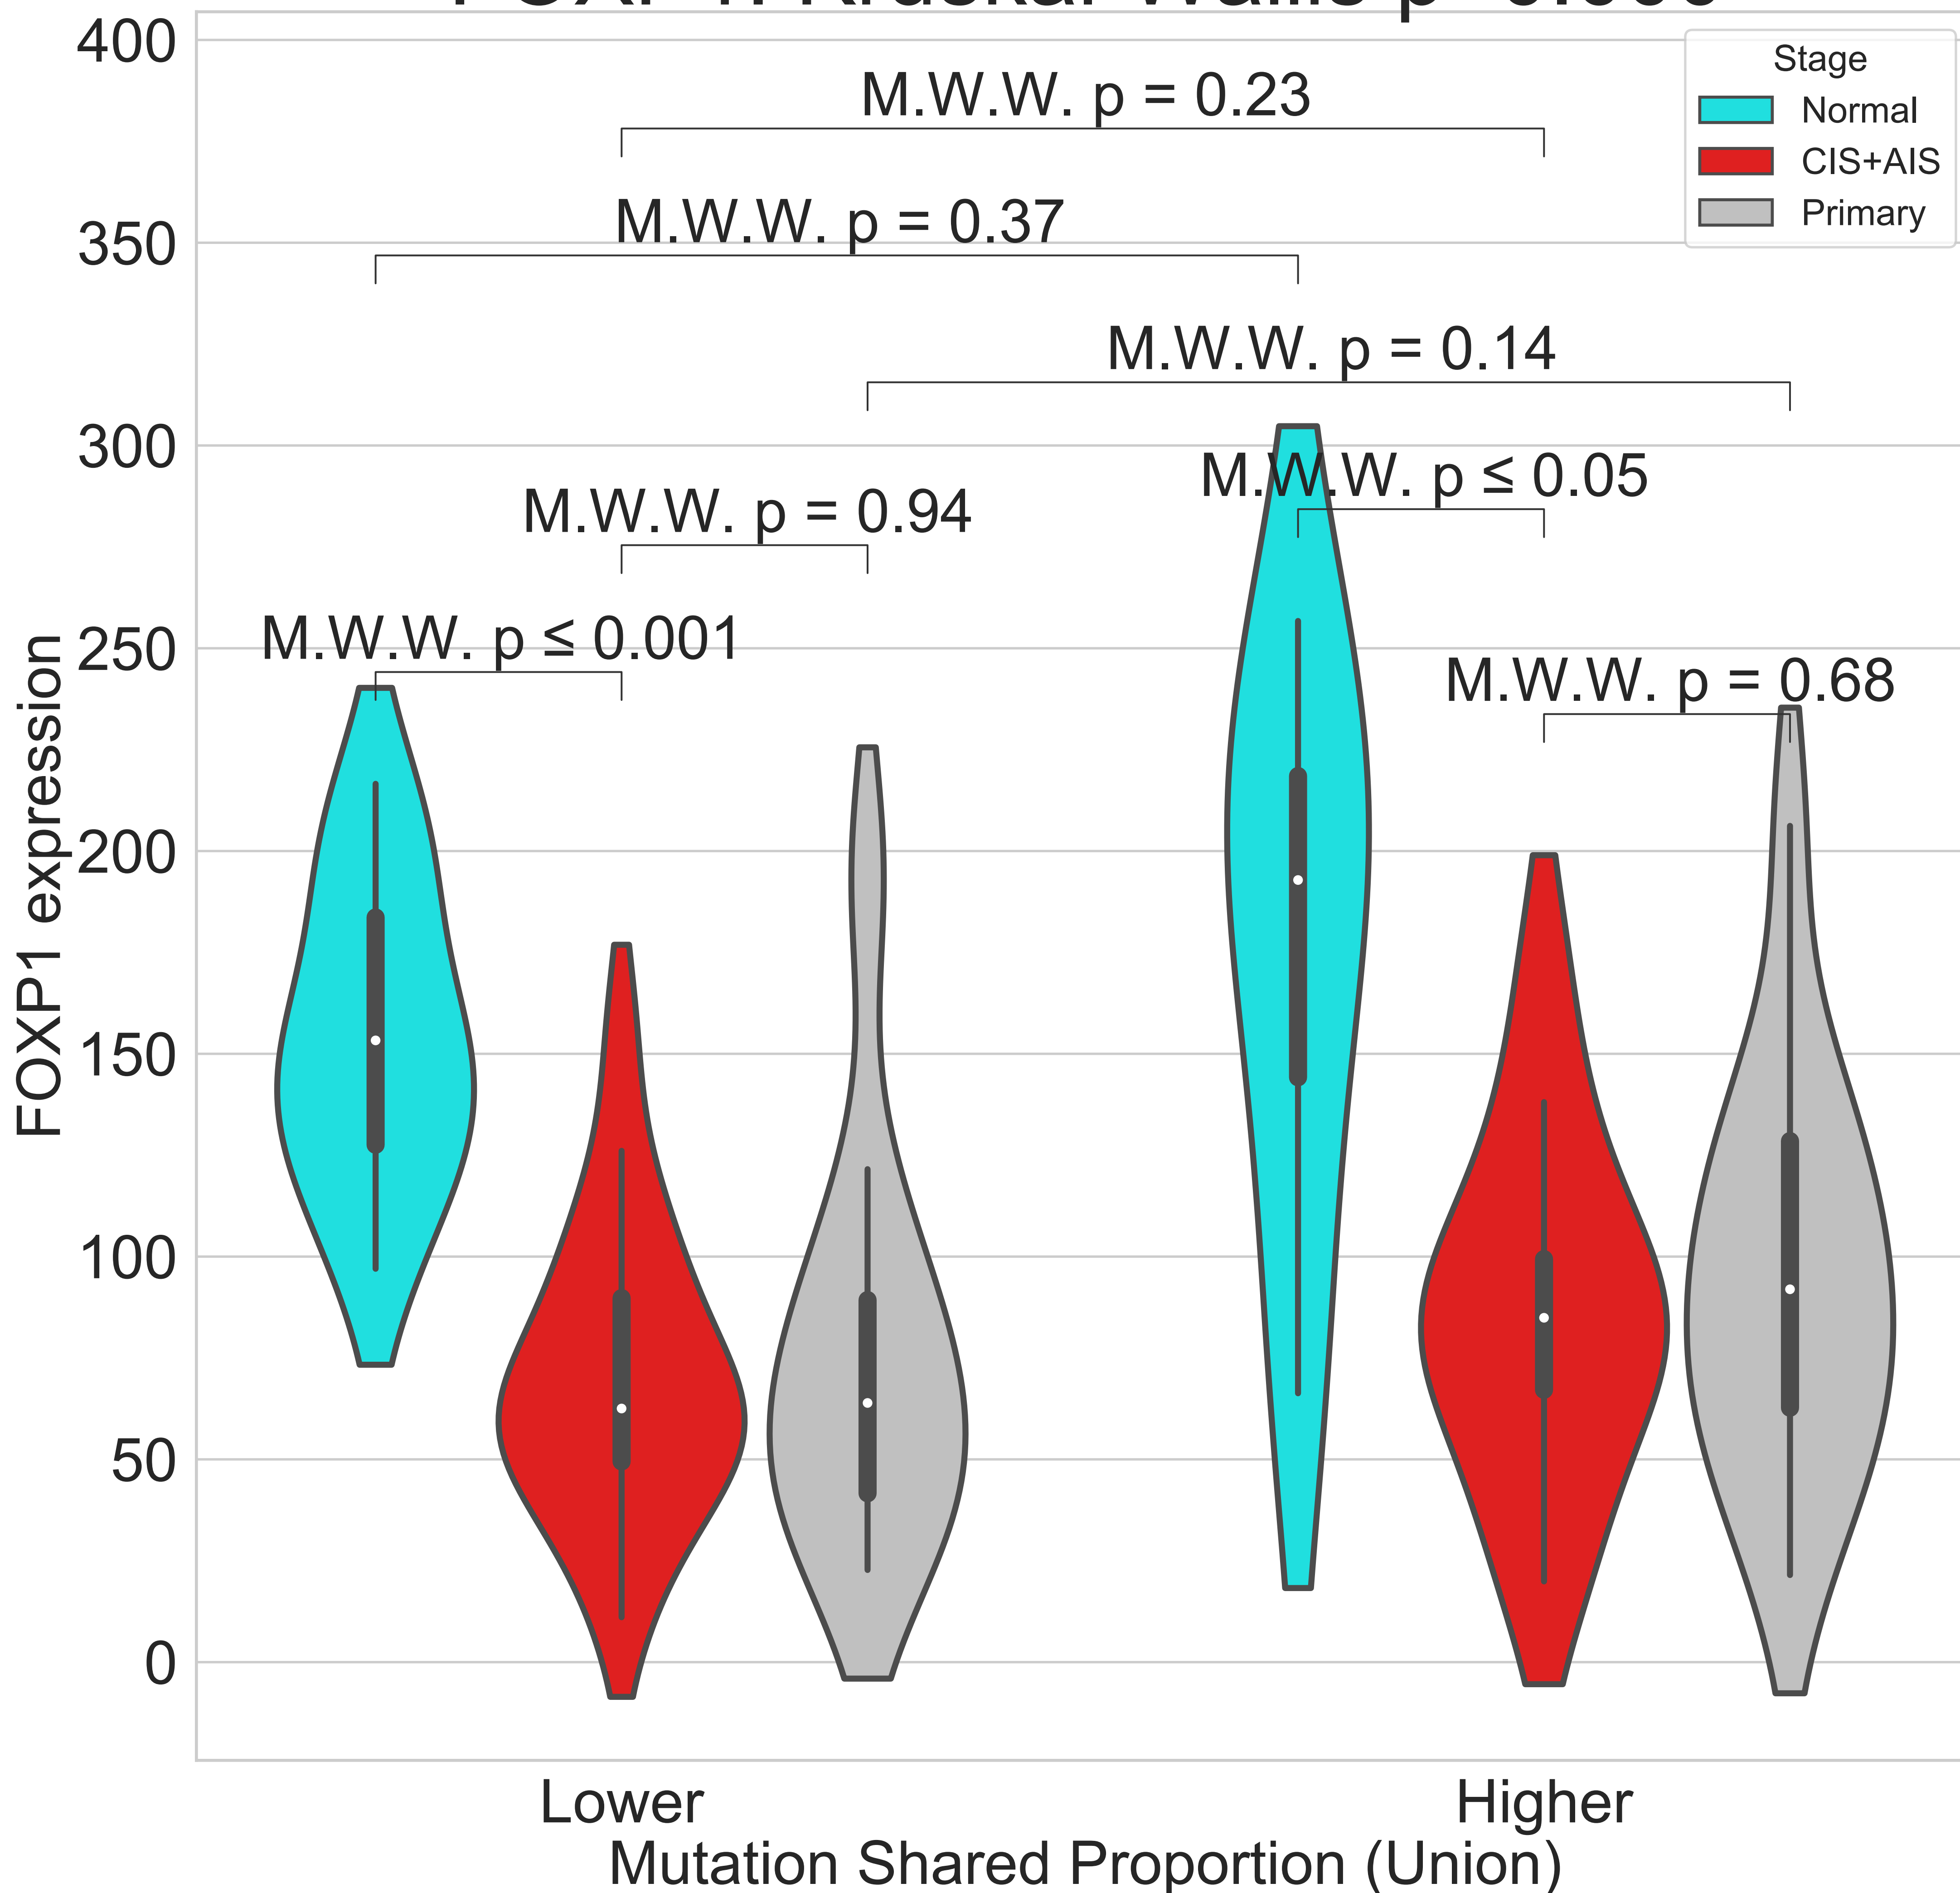 400
350
300
250
200
150
100
50
0
FOXP1 expression
M.W.W. p = 0.23
M.W.W. p = 0.37
M.W.W. p = 0.14
M.W.W. p ≤ 0.05
M.W.W. p = 0.94
M.W.W. p ≤ 0.001
M.W.W. p = 0.68
Stage
Normal
CIS+AIS
Primary
Lower
Higher
Mutation Shared Proportion (Union)